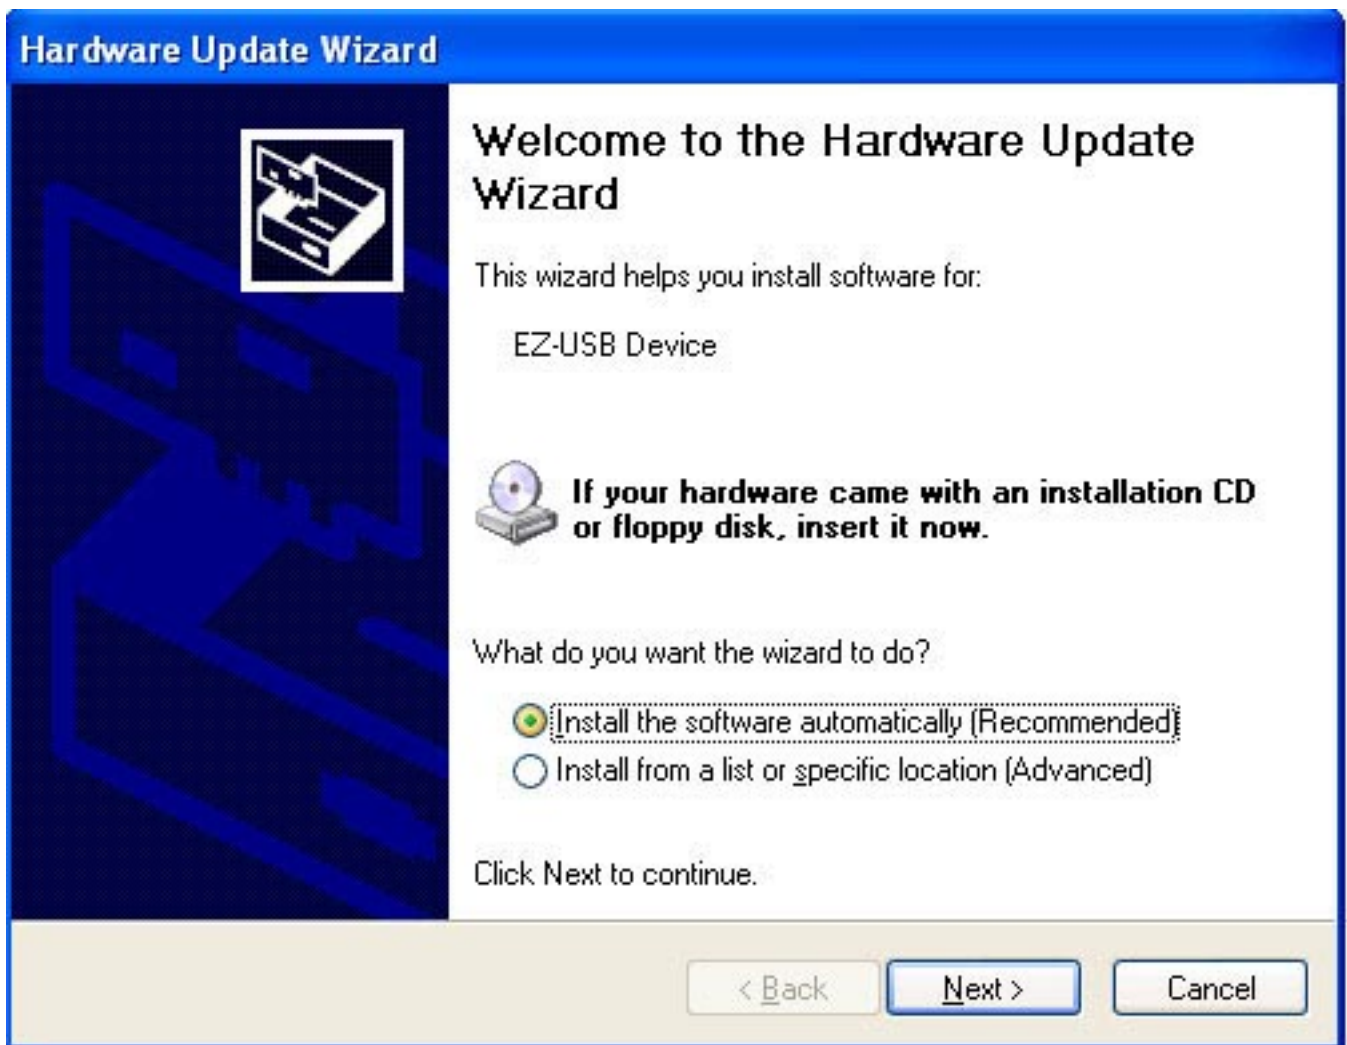 Hardware Update Wizard
Welcome to the Hardware Update
Wizard
This wizard helps you install software for:
EZ-USB Device
If your hardware came with an installation CD
or floppy disk, insert it now.
What do you want the wizard to do?
Install the software automatically (Recommended)
Install from a list or specific location (Advanced)
Click Next to continue.
< Back Next > Cancel